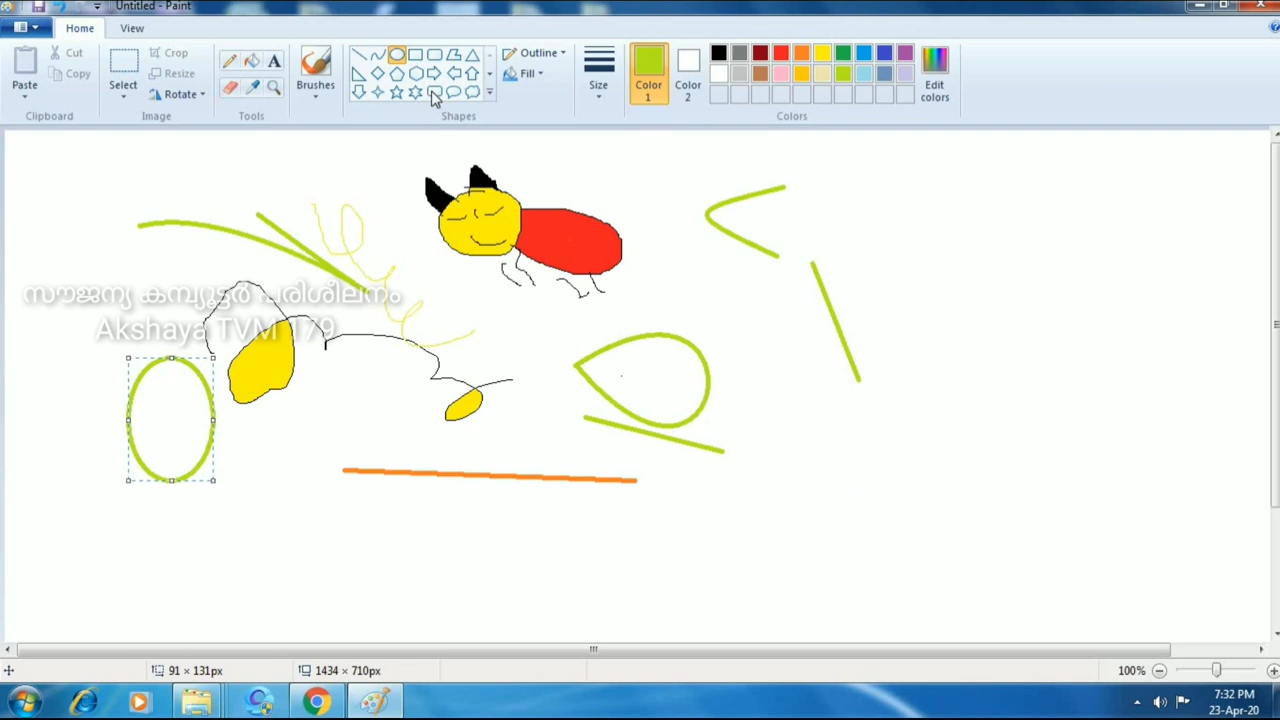 Untitled - Paint
Home
View
Paste
Cut
Copy
Clipboard
Select
Crop
Resize
Rotate
Image
A
Tools
Brushes
Outline
Fill
Shapes
Size
Color 1
Color 2
Edit colors
Colors
സൗജന്യ കമ്പ്യൂട്ടർ പരിശീലനം
Akshaya TVM 179
91 × 131px
1434 × 710px
100%
7:32 PM
23-Apr-20